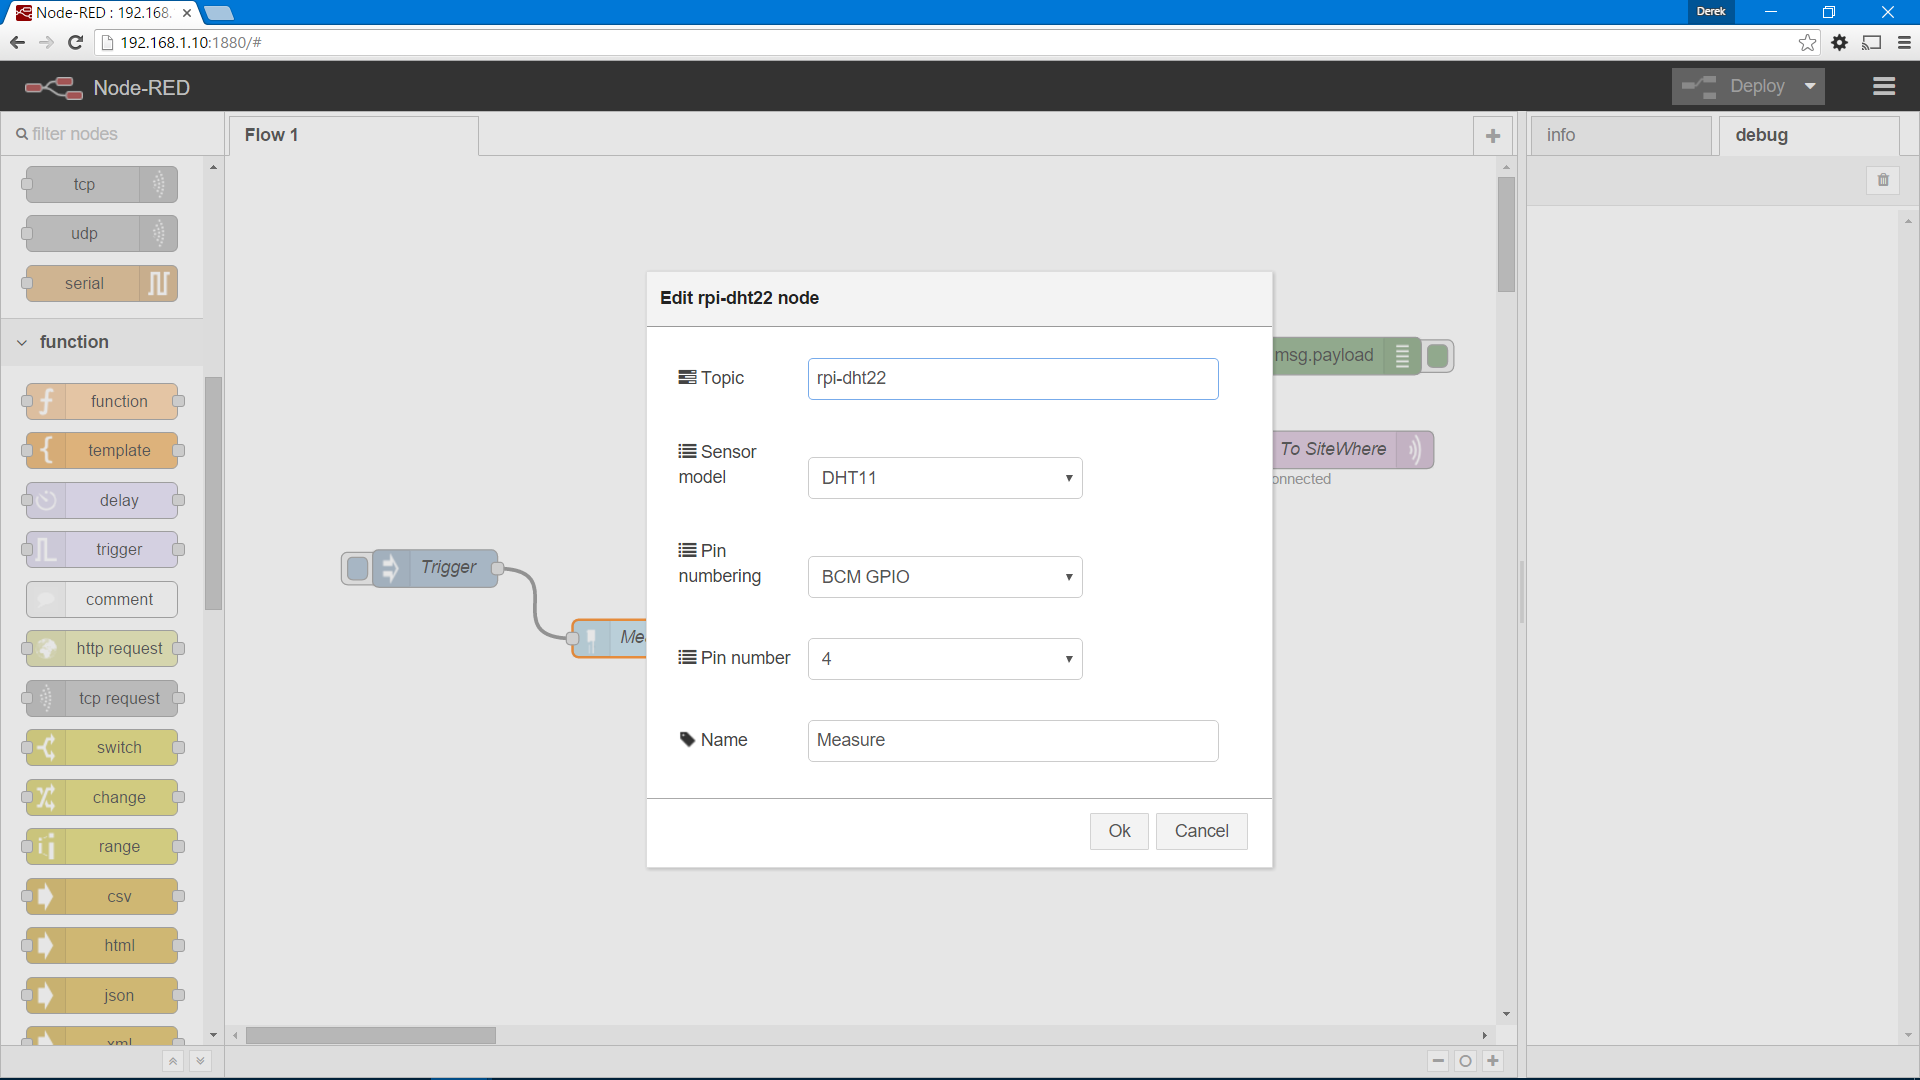 Node-RED : 192.168.
Derek
192.168.1.10:1880/#
Node-RED
Deploy
filter nodes
Flow 1
info
debug
tcp
udp
serial
function
function
template
delay
trigger
comment
http request
tcp request
switch
change
range
csv
html
json
xml
Trigger
Mea
msg.payload
To SiteWhere
onnected
Edit rpi-dht22 node
Topic
rpi-dht22
Sensor
model
DHT11
Pin
numbering
BCM GPIO
Pin number
4
Name
Measure
Ok
Cancel